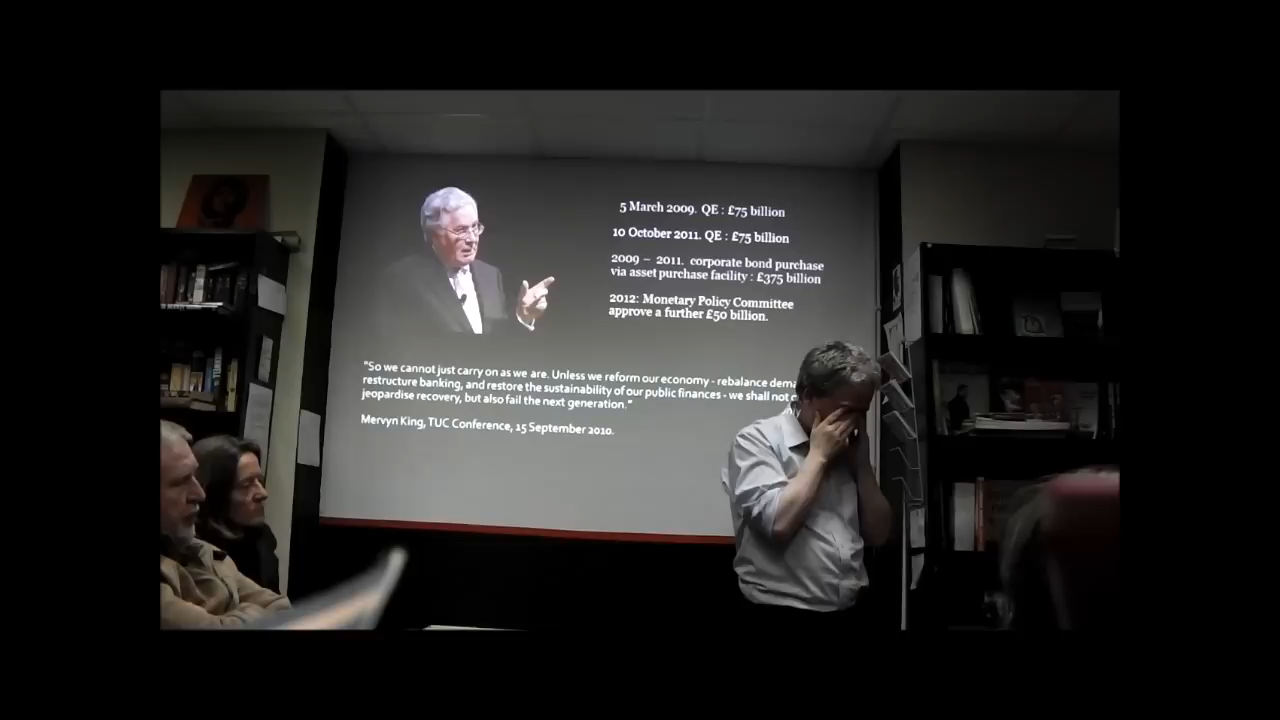 5 March 2009. QE : £75 billion
10 October 2011. QE : £75 billion
2009 – 2011. corporate bond purchase
via asset purchase facility : £375 billion
2012: Monetary Policy Committee
approve a further £50 billion.
"So we cannot just carry on as we are. Unless we reform our economy - rebalance
restructure banking, and restore the sustainability of our public finances - we shall not
jeopardise recovery, but also fail the next generation."
Mervyn King, TUC Conference, 15 September 2010.